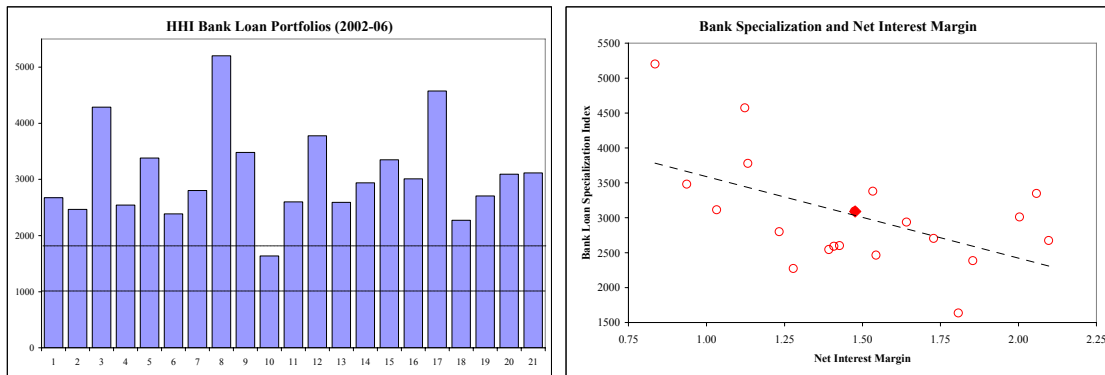 HHI Bank Loan Portfolios (2002-06)
5000
4000
3000
2000
1000
0
1 2 3 4 5 6 7 8 9 10 11 12 13 14 15 16 17 18 19 20 21
Bank Specialization and Net Interest Margin
Bank Loan Specialization Index
5500
5000
4500
4000
3500
3000
2500
2000
1500
0.75 1.00 1.25 1.50 1.75 2.00 2.25
Net Interest Margin